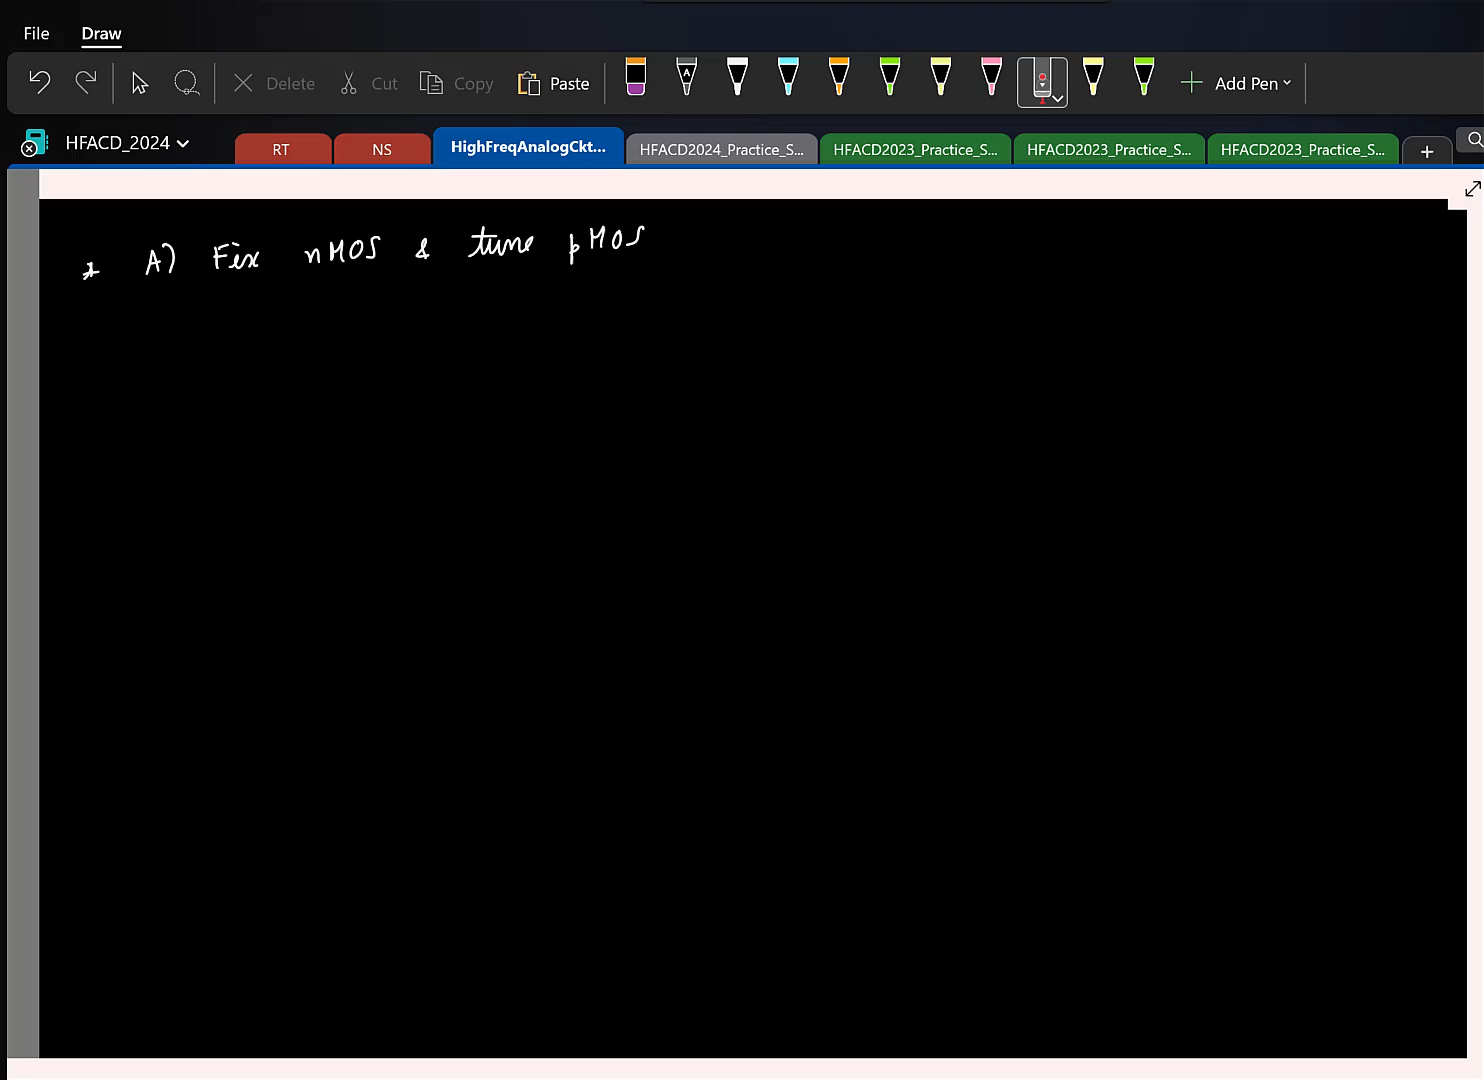 File Draw
Delete Cut Copy Paste A Add Pen
HFACD_2024 RT NS HighFreqAnalogCkt... HFACD2024_Practice_S... HFACD2023_Practice_S... HFACD2023_Practice_S... HFACD2023_Practice_S...
* A) Fix nMOS & tune pMOS